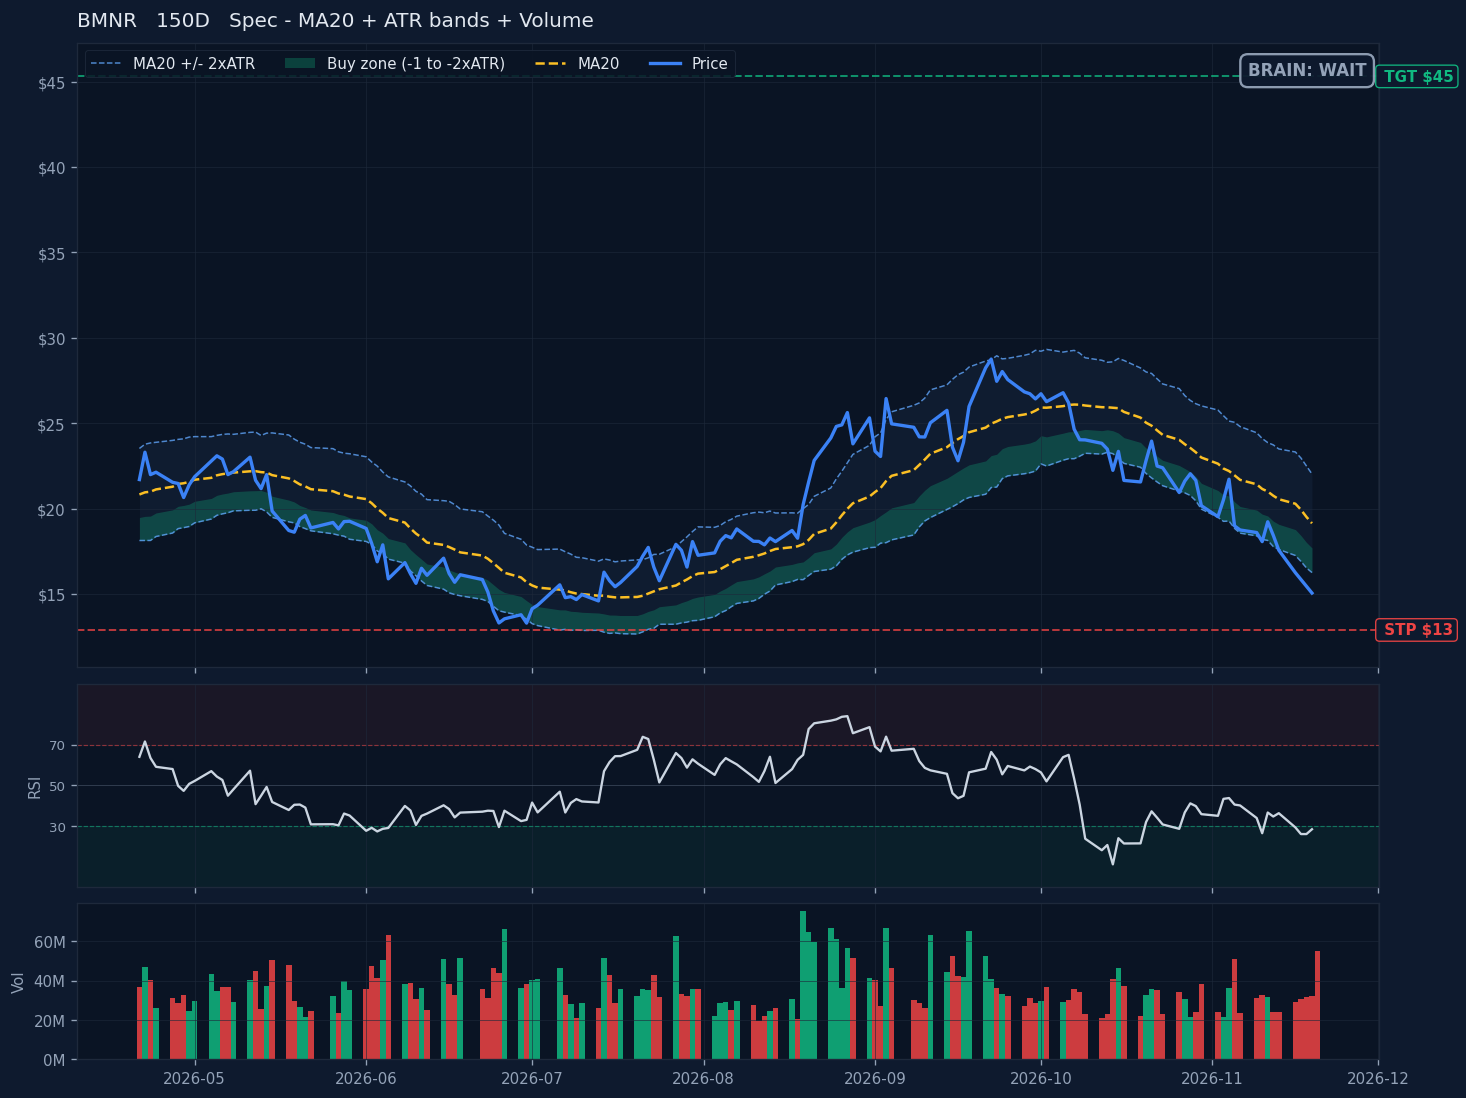 BMNR   150D   Spec - MA20 + ATR bands + Volume
MA20 +/- 2xATR
Buy zone (-1 to -2xATR)
MA20
Price
BRAIN: WAIT
TGT $45
$45
$40
$35
$30
$25
$20
$15
STP $13
RSI
70
50
30
Vol
60M
40M
20M
0M
2026-05
2026-06
2026-07
2026-08
2026-09
2026-10
2026-11
2026-12